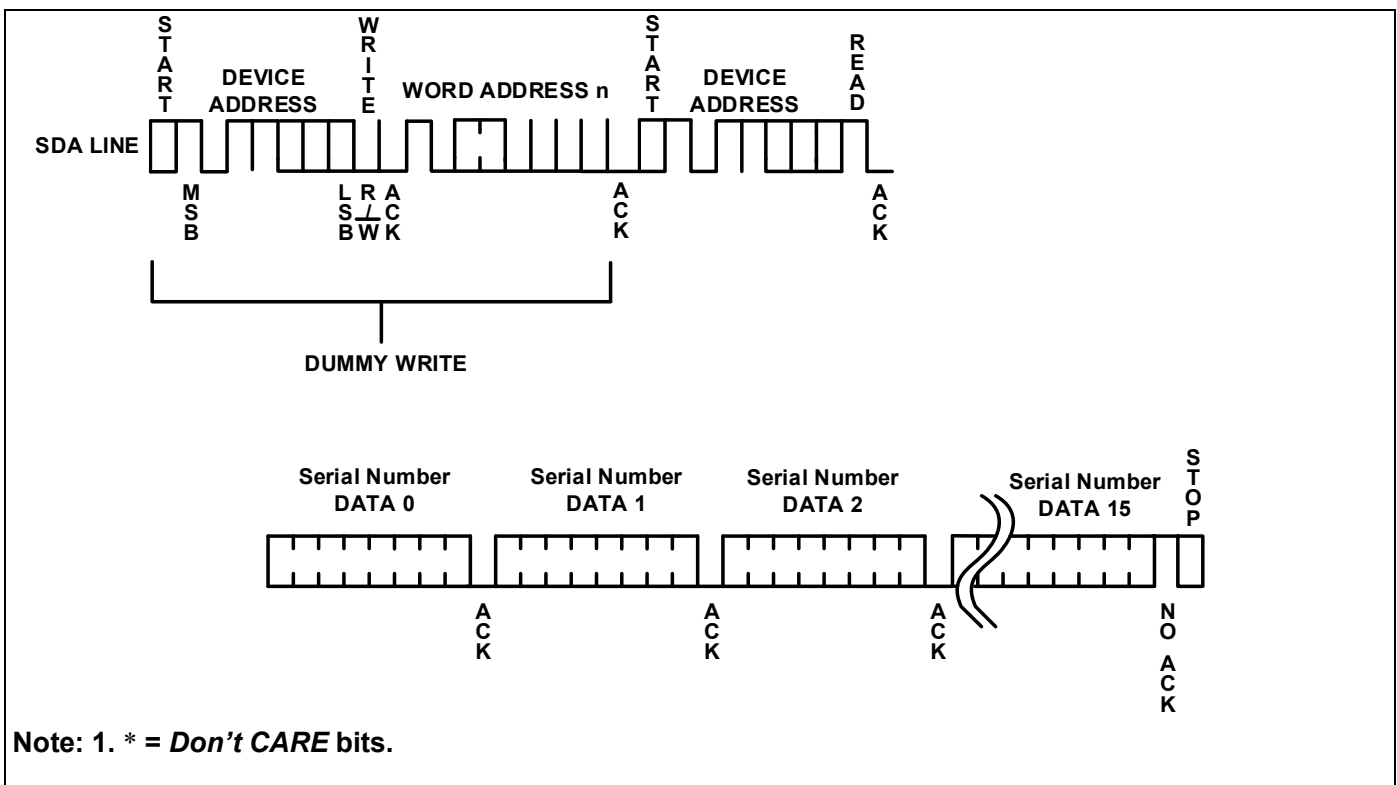 START
DEVICE
ADDRESS
WRITE
WORD ADDRESS n
START
DEVICE
ADDRESS
READ
SDA LINE
MSB
LSB
R/W
ACK
ACK
ACK
DUMMY WRITE
Serial Number
DATA 0
Serial Number
DATA 1
Serial Number
DATA 2
Serial Number
DATA 15
STOP
ACK
ACK
ACK
NO ACK
Note: 1. * = Don't CARE bits.